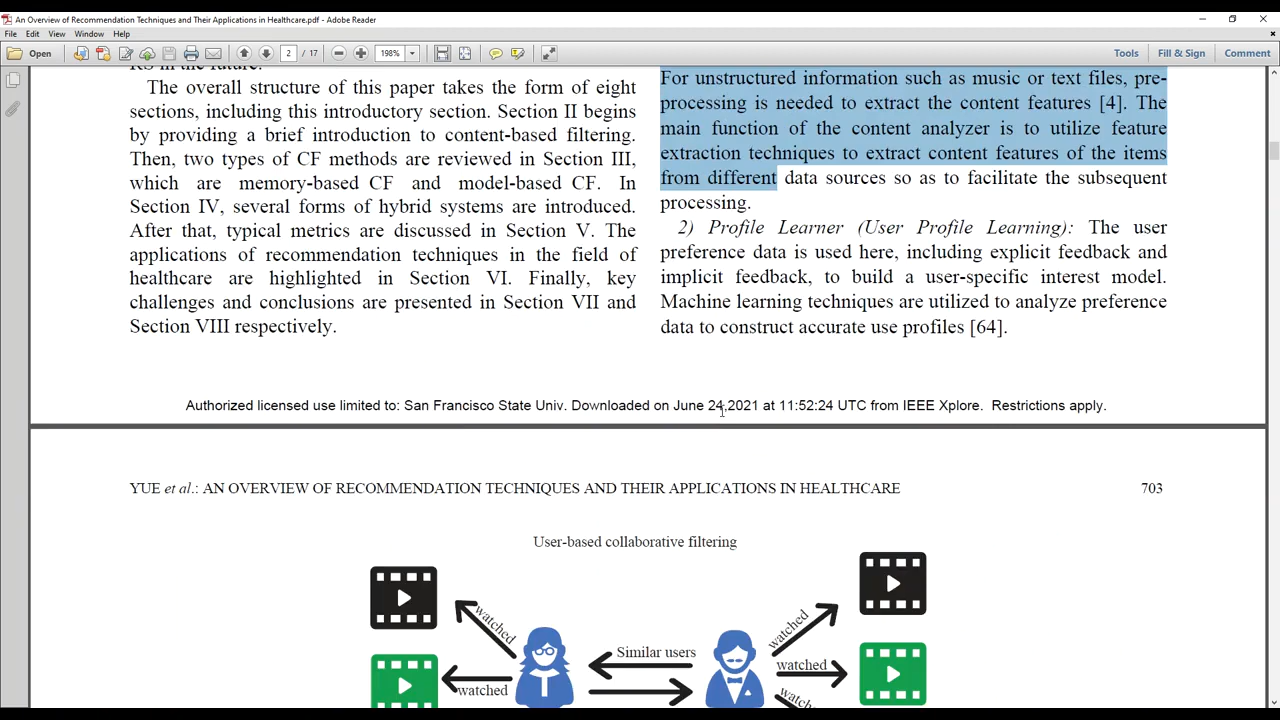 An Overview of Recommendation Techniques and Their Applications in Healthcare.pdf - Adobe Reader
File Edit View Window Help
Open
2 / 17
198%
Tools Fill & Sign Comment
The overall structure of this paper takes the form of eight
sections, including this introductory section. Section II begins
by providing a brief introduction to content-based filtering.
Then, two types of CF methods are reviewed in Section III,
which are memory-based CF and model-based CF. In
Section IV, several forms of hybrid systems are introduced.
After that, typical metrics are discussed in Section V. The
applications of recommendation techniques in the field of
healthcare are highlighted in Section VI. Finally, key
challenges and conclusions are presented in Section VII and
Section VIII respectively.
For unstructured information such as music or text files, pre-
processing is needed to extract the content features [4]. The
main function of the content analyzer is to utilize feature
extraction techniques to extract content features of the items
from different data sources so as to facilitate the subsequent
processing.
2) Profile Learner (User Profile Learning): The user
preference data is used here, including explicit feedback and
implicit feedback, to build a user-specific interest model.
Machine learning techniques are utilized to analyze preference
data to construct accurate use profiles [64].
Authorized licensed use limited to: San Francisco State Univ. Downloaded on June 24,2021 at 11:52:24 UTC from IEEE Xplore. Restrictions apply.
YUE et al.: AN OVERVIEW OF RECOMMENDATION TECHNIQUES AND THEIR APPLICATIONS IN HEALTHCARE 703
User-based collaborative filtering
watched
watched
Similar users
watched
watched